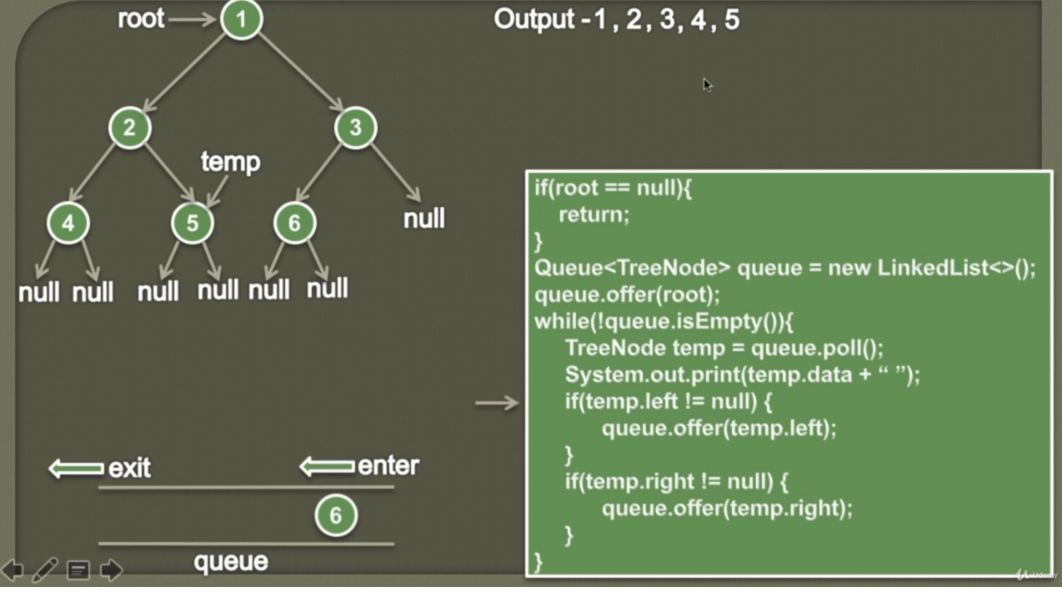 root
1
Output -1 , 2 , 3 , 4 , 5
2
3
temp
4
5
6
null
null
null
null
null
null
null
if(root == null){
return;
}
Queue<TreeNode> queue = new LinkedList<>();
queue.offer(root);
while(!queue.isEmpty()){
TreeNode temp = queue.poll();
System.out.print(temp.data + “ ”);
if(temp.left != null) {
queue.offer(temp.left);
}
if(temp.right != null) {
queue.offer(temp.right);
}
}
exit
enter
6
queue